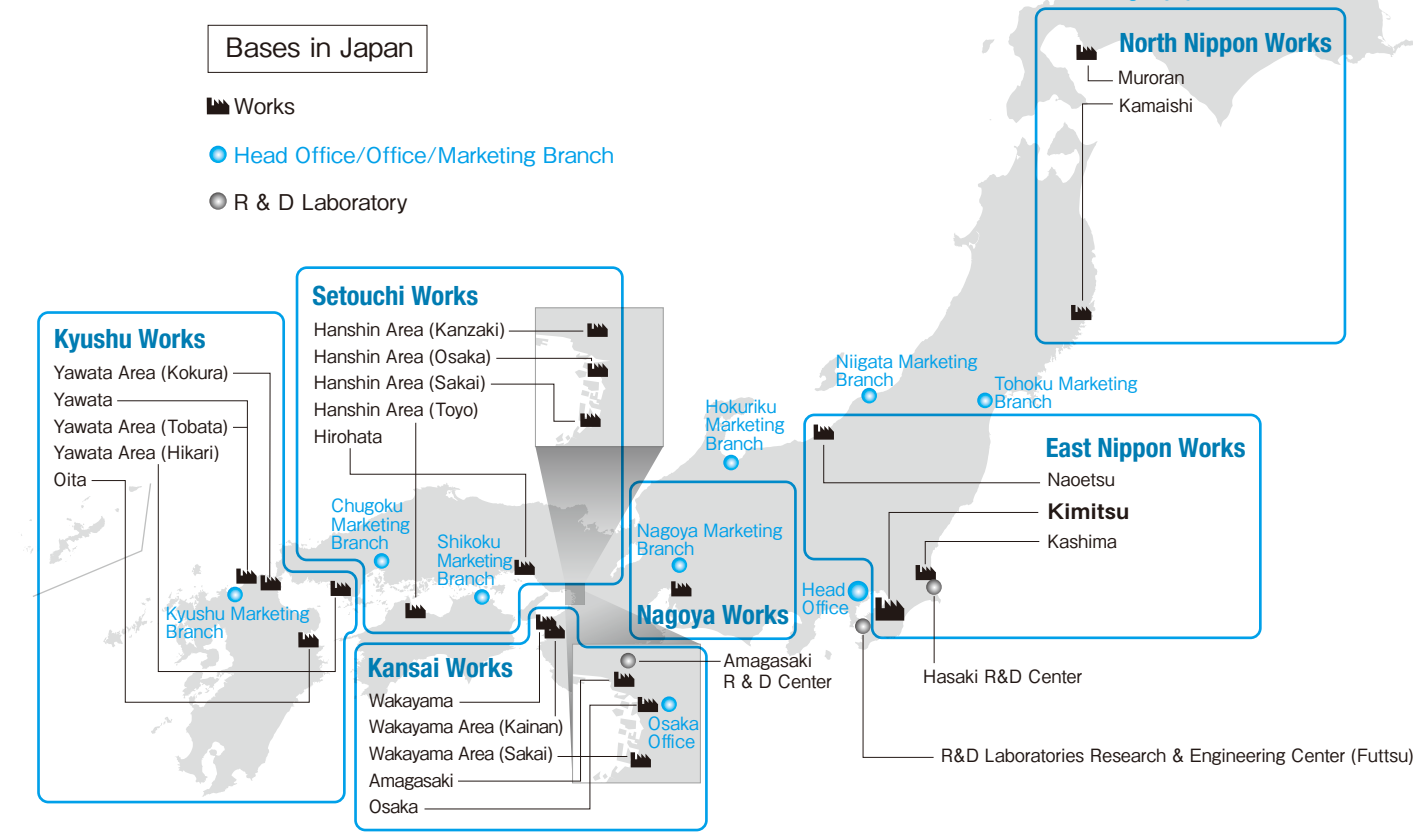 Bases in Japan
Works
Head Office/Office/Marketing Branch
R & D Laboratory
North Nippon Works
Muroran
Kamaishi
Setouchi Works
Hanshin Area (Kanzaki)
Hanshin Area (Osaka)
Hanshin Area (Sakai)
Hanshin Area (Toyo)
Hirohata
Kyushu Works
Yawata Area (Kokura)
Yawata
Yawata Area (Tobata)
Yawata Area (Hikari)
Oita
Niigata Marketing
Branch
Tohoku Marketing
Branch
Hokuriku
Marketing
Branch
East Nippon Works
Naoetsu
Kimitsu
Kashima
Chugoku
Marketing
Branch
Shikoku
Marketing
Branch
Nagoya Marketing
Branch
Nagoya Works
Head
Office
Kyushu Marketing
Branch
Kansai Works
Wakayama
Wakayama Area (Kainan)
Wakayama Area (Sakai)
Amagasaki
Osaka
Osaka
Office
Amagasaki
R & D Center
Hasaki R&D Center
R&D Laboratories Research & Engineering Center (Futtsu)